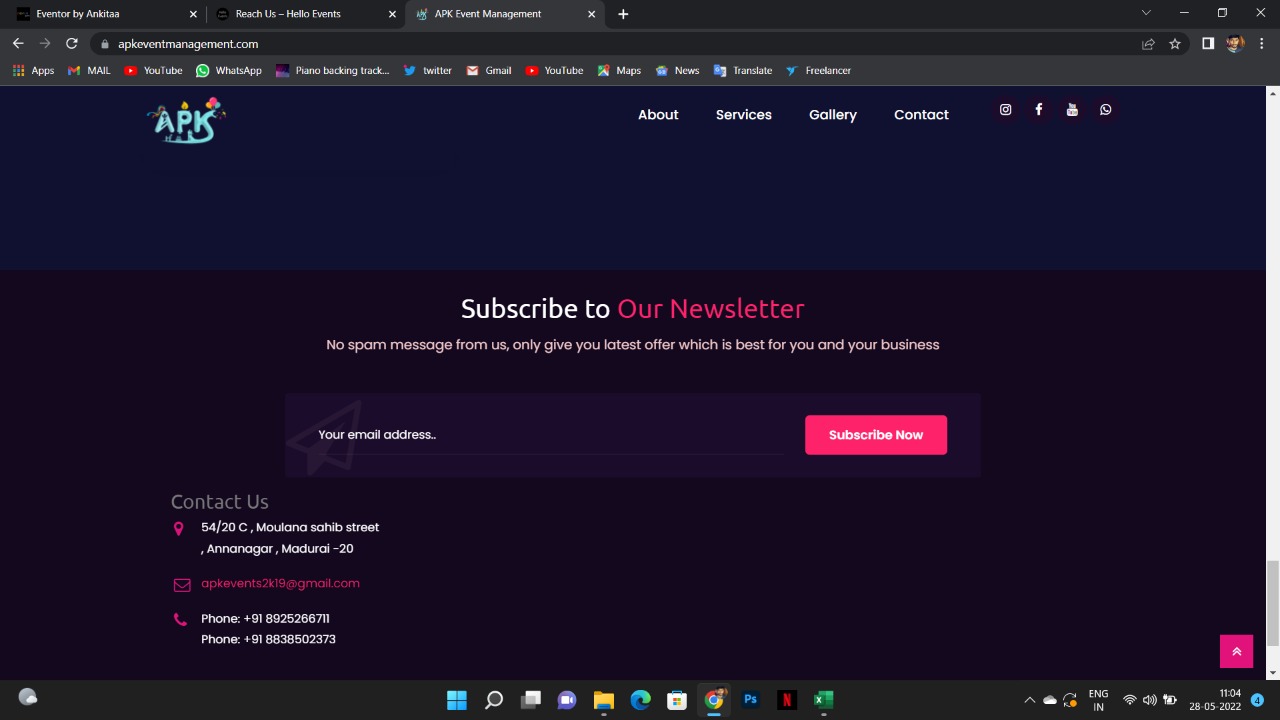 Eventor by Ankitaa
Reach Us – Hello Events
APK Event Management
apkeventmanagement.com
Apps
MAIL
YouTube
WhatsApp
Piano backing track...
twitter
Gmail
YouTube
Maps
News
Translate
Freelancer
APK
About
Services
Gallery
Contact
Subscribe to Our Newsletter
No spam message from us, only give you latest offer which is best for you and your business
Your email address..
Subscribe Now
Contact Us
54/20 C , Moulana sahib street
, Annanagar , Madurai -20
apkevents2k19@gmail.com
Phone: +91 8925266711
Phone: +91 8838502373
Ps
N
ENG
IN
11:04
28-05-2022
4